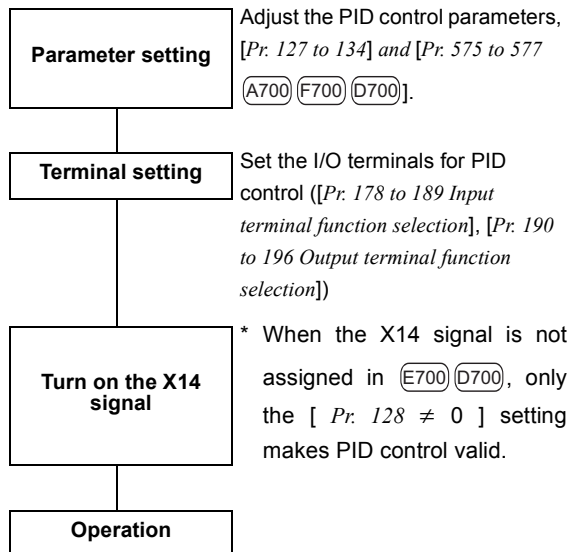 Parameter setting
Adjust the PID control parameters,
[Pr. 127 to 134] and [Pr. 575 to 577
A700 F700 D700].
Terminal setting
Set the I/O terminals for PID
control ([Pr. 178 to 189 Input
terminal function selection], [Pr. 190
to 196 Output terminal function
selection])
Turn on the X14
signal
* When the X14 signal is not
assigned in E700 D700, only
the [ Pr. 128 ≠ 0 ] setting
makes PID control valid.
Operation